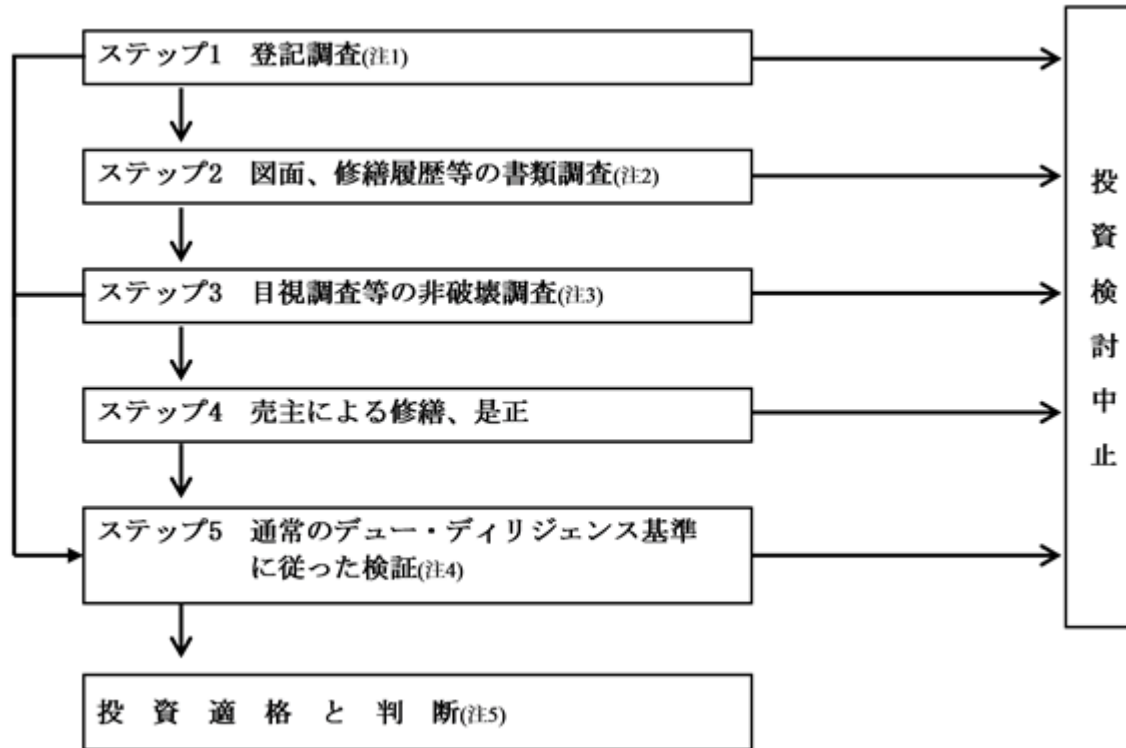 ステップ1　登記調査(注1)
ステップ2　図面、修繕履歴等の書類調査(注2)
ステップ3　目視調査等の非破壊調査(注3)
ステップ4　売主による修繕、是正
ステップ5　通常のデュー・ディリジェンス基準
に従った検証(注4)
投資適格と判断(注5)
投資検討中止